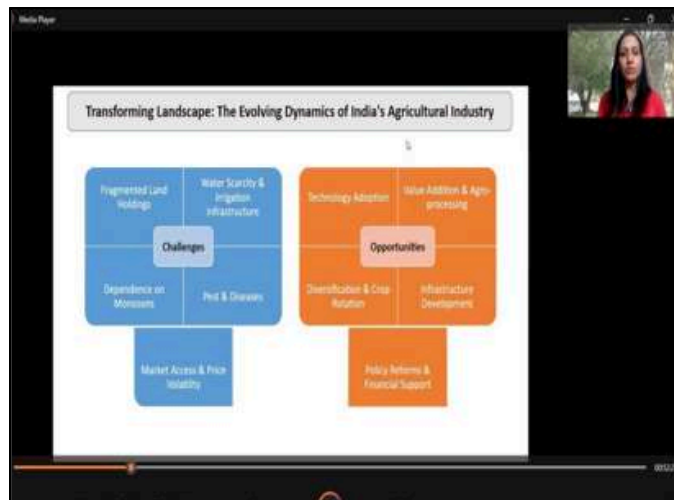 Media Player
Transforming Landscape: The Evolving Dynamics of India's Agricultural Industry
Fragmented Land
Holdings
Water Scarcity &
Irrigation
Infrastructure
Challenges
Dependence on
Monsoons
Pest & Diseases
Market Access & Price
Volatility
Technology Adoption
Value Addition & Agro-
processing
Opportunities
Diversification & Crop
Rotation
Infrastructure
Development
Policy Reforms &
Financial Support